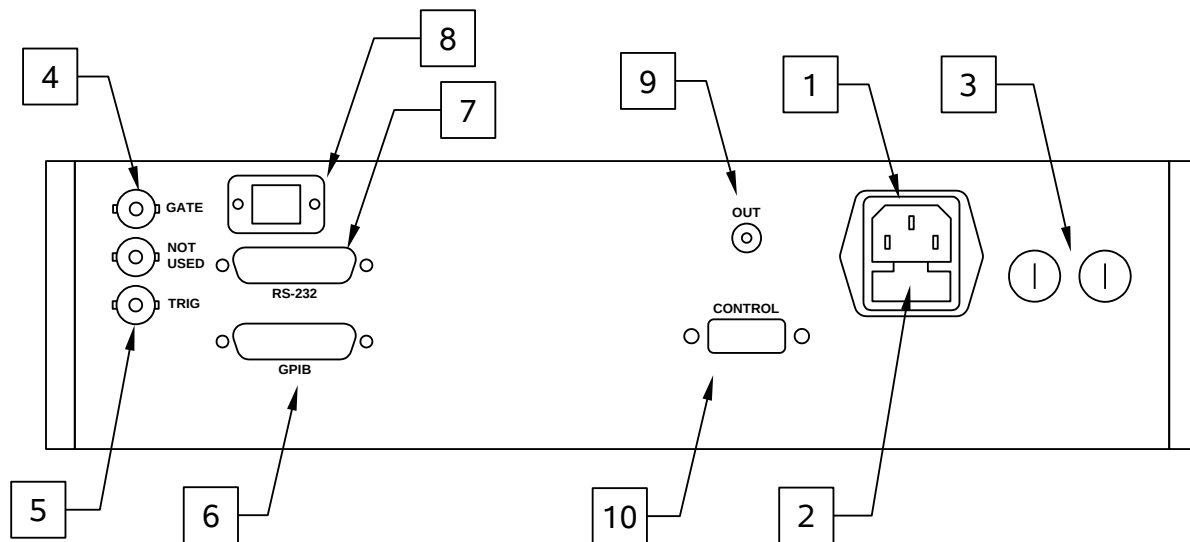 8
4
7
9
1
3
GATE
NOT
USED
TRIG
RS-232
GPIB
OUT
CONTROL
5
6
10
2